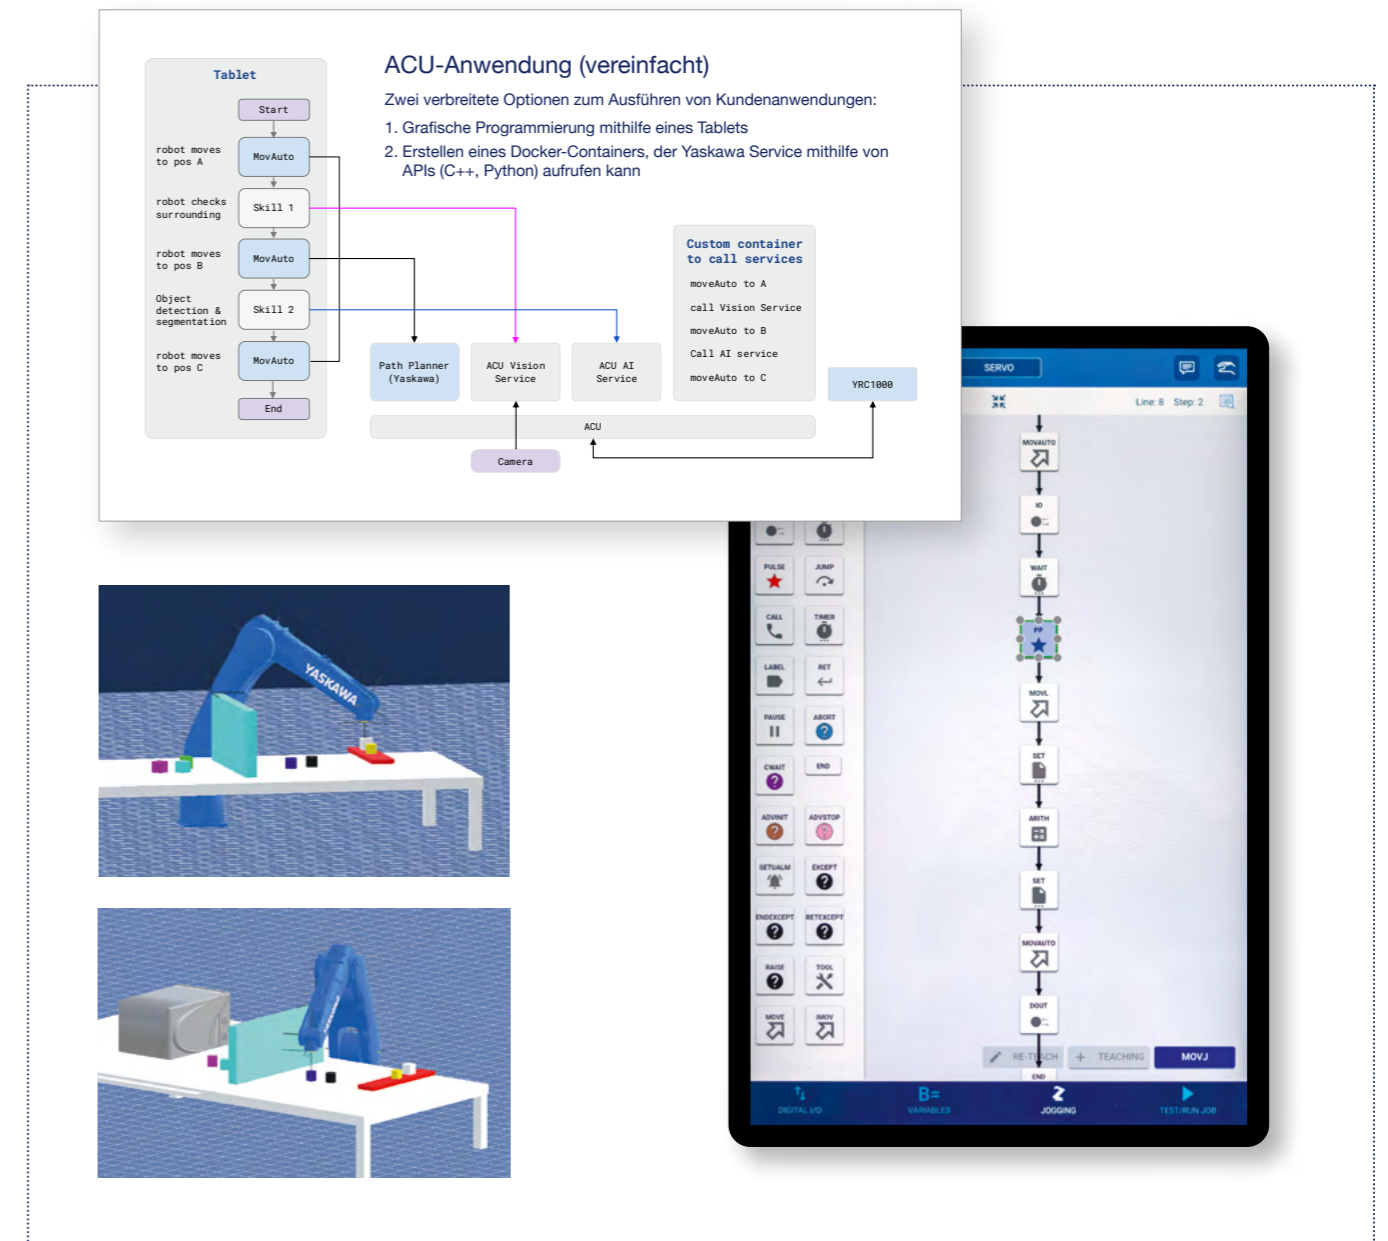 ACU-Anwendung (vereinfacht)
Zwei verbreitete Optionen zum Ausführen von Kundenanwendungen:
1. Grafische Programmierung mithilfe eines Tablets
2. Erstellen eines Docker-Containers, der Yaskawa Service mithilfe von
APIs (C++, Python) aufrufen kann
Tablet
Start
robot moves
to pos A
MovAuto
robot checks
surrounding
Skill 1
robot moves
to pos B
MovAuto
Object
detection &
segmentation
Skill 2
robot moves
to pos C
MovAuto
End
Path Planner
(Yaskawa)
ACU Vision
Service
ACU AI
Service
Custom container
to call services
moveAuto to A
call Vision Service
moveAuto to B
Call AI service
moveAuto to C
YRC1000
ACU
Camera
SERVO
Line: 8 Step: 2
MOVAUTO
IO
WAIT
PP
MOVL
SET
ARITH
SET
MOVAUTO
DOUT
END
PULSE JUMP
CALL TIMER
LABEL RET
PAUSE ABORT
CWAIT END
ADVINIT ADVSTOP
SETUALM EXCEPT
ENDEXCEPT RETEXCEPT
RAISE TOOL
MOVE IMOV
RE-TEACH + TEACHING MOVJ
DIGITAL I/O
B=
VARIABLES
JOGGING
TEST/RUN JOB
YASKAWA